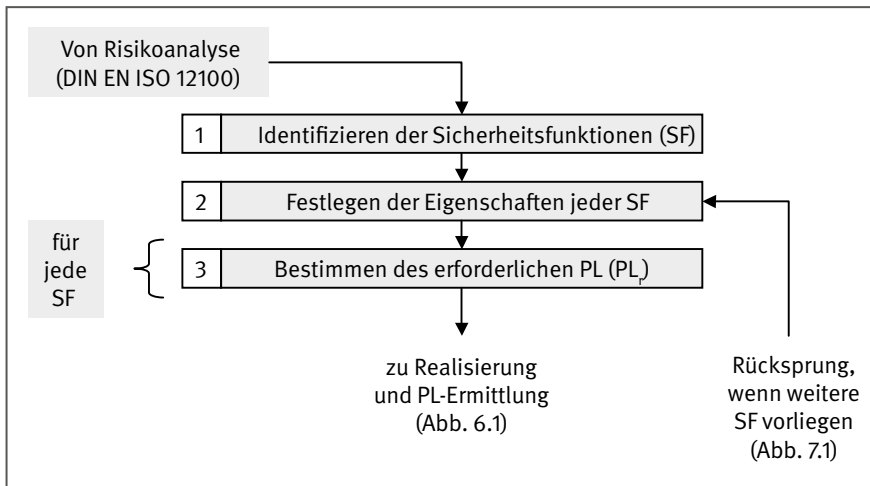 Von Risikoanalyse
(DIN EN ISO 12100)
1 Identifizieren der Sicherheitsfunktionen (SF)
2 Festlegen der Eigenschaften jeder SF
für
jede
SF
3 Bestimmen des erforderlichen PL (PLr)
zu Realisierung
und PL-Ermittlung
(Abb. 6.1)
Rücksprung,
wenn weitere
SF vorliegen
(Abb. 7.1)